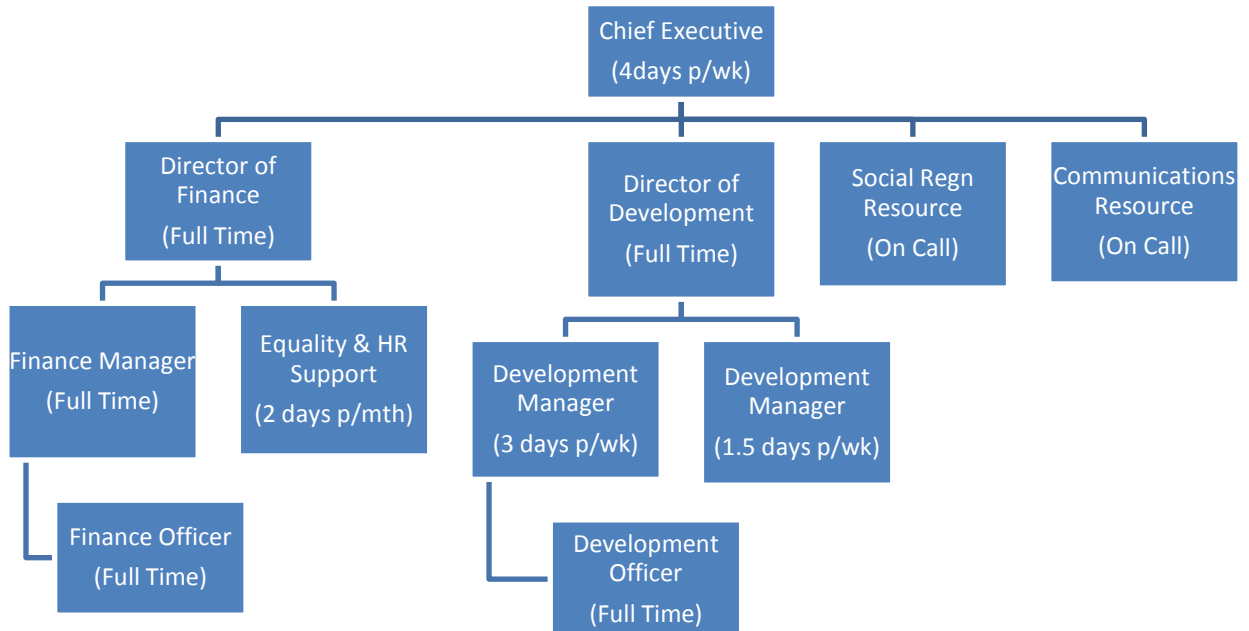 Chief Executive
(4days p/wk)
Director of
Finance
(Full Time)
Director of
Development
(Full Time)
Social Regn
Resource
(On Call)
Communications
Resource
(On Call)
Finance Manager
(Full Time)
Equality & HR
Support
(2 days p/mth)
Development
Manager
(3 days p/wk)
Development
Manager
(1.5 days p/wk)
Finance Officer
(Full Time)
Development
Officer
(Full Time)